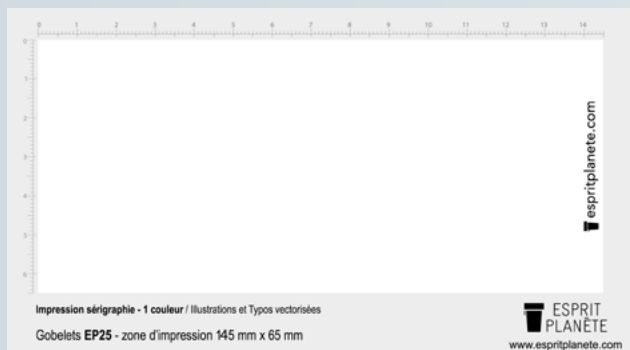 0 1 2 3 4 5 6 7 8 9 10 11 12 13 14
0
1
2
3
4
5
6
espritplanete.com
Impression sérigraphie - 1 couleur / Illustrations et Typos vectorisées
Gobelets EP25 - zone d'impression 145 mm x 65 mm
ESPRIT
PLANÈTE
www.espritplanete.com